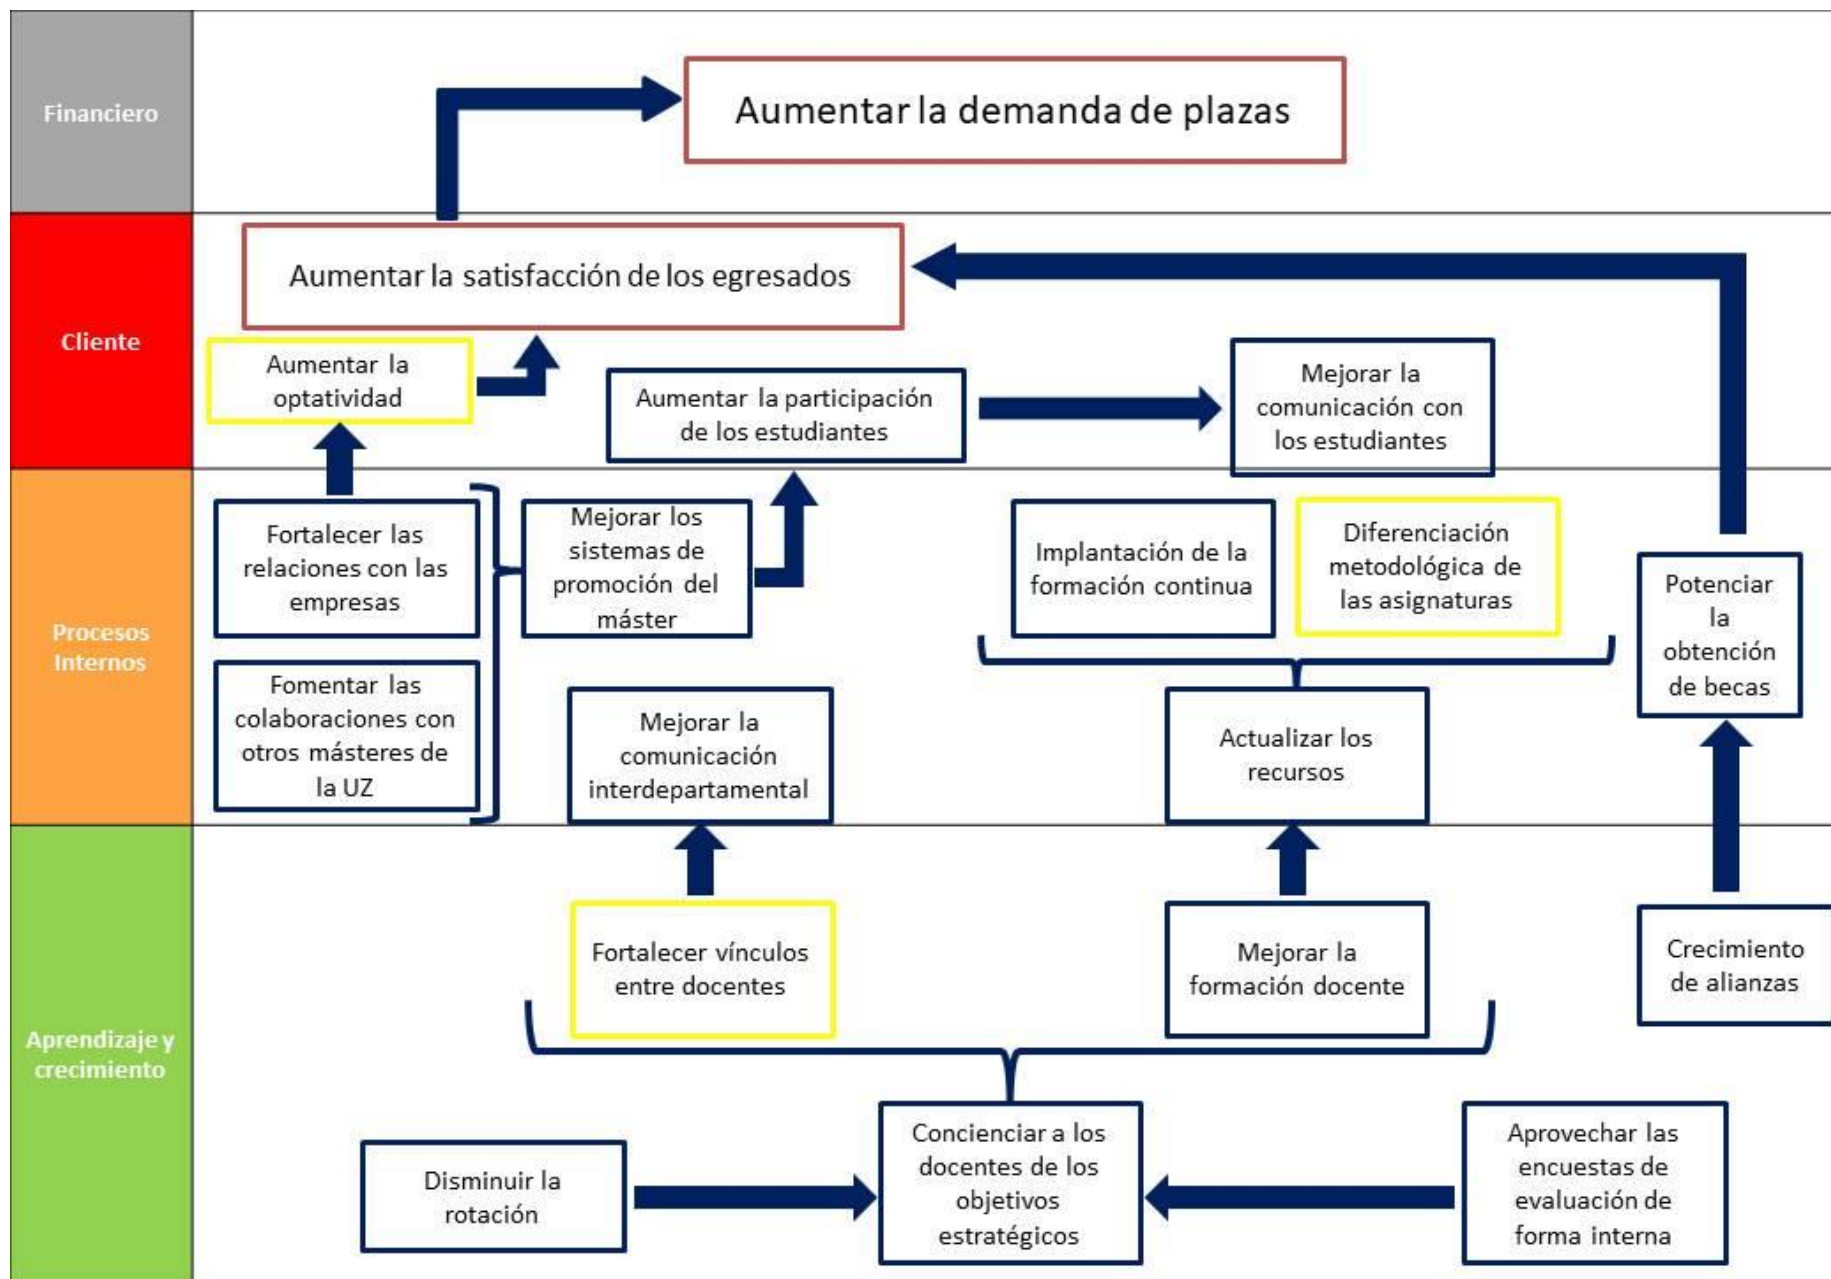 Financiero
Aumentar la demanda de plazas
Cliente
Aumentar la satisfacción de los egresados
Aumentar la
optatividad
Aumentar la participación
de los estudiantes
Mejorar la
comunicación con
los estudiantes
Procesos
Internos
Fortalecer las
relaciones con las
empresas
Mejorar los
sistemas de
promoción del
máster
Implantación de la
formación continua
Diferenciación
metodológica de
las asignaturas
Potenciar
la
obtención
de becas
Fomentar las
colaboraciones con
otros másteres de
la UZ
Mejorar la
comunicación
interdepartamental
Actualizar los
recursos
Aprendizaje y
crecimiento
Fortalecer vínculos
entre docentes
Mejorar la
formación docente
Crecimiento
de alianzas
Disminuir la
rotación
Concienciar a los
docentes de los
objetivos
estratégicos
Aprovechar las
encuestas de
evaluación de
forma interna